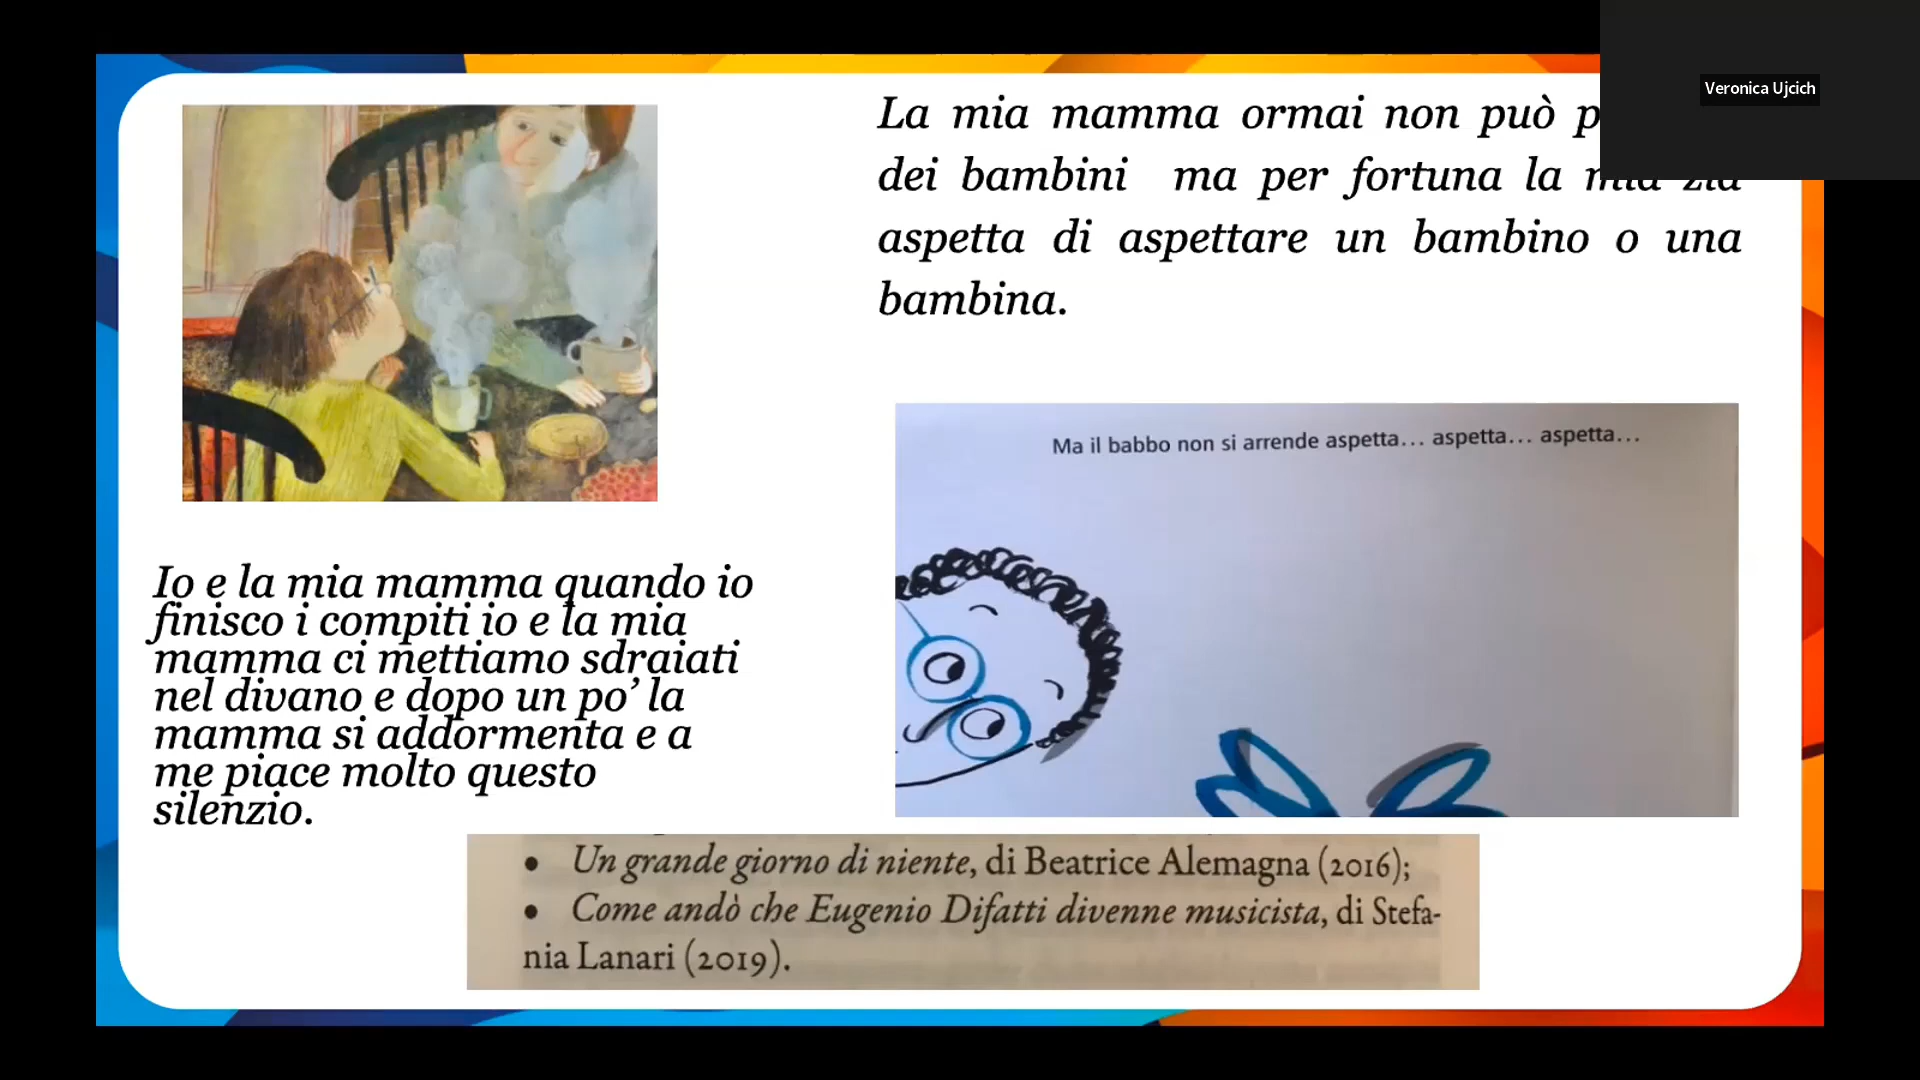 Veronica Ujcich
La mia mamma ormai non può
dei bambini ma per fortuna la mia zia
aspetta di aspettare un bambino o una
bambina.
Ma il babbo non si arrende aspetta... aspetta... aspetta...
Io e la mia mamma quando io
finisco i compiti io e la mia
mamma ci mettiamo sdraiati
nel divano e dopo un po’ la
mamma si addormenta e a
me piace molto questo
silenzio.
• Un grande giorno di niente, di Beatrice Alemagna (2016);
• Come andò che Eugenio Difatti divenne musicista, di Stefa-
nia Lanari (2019).